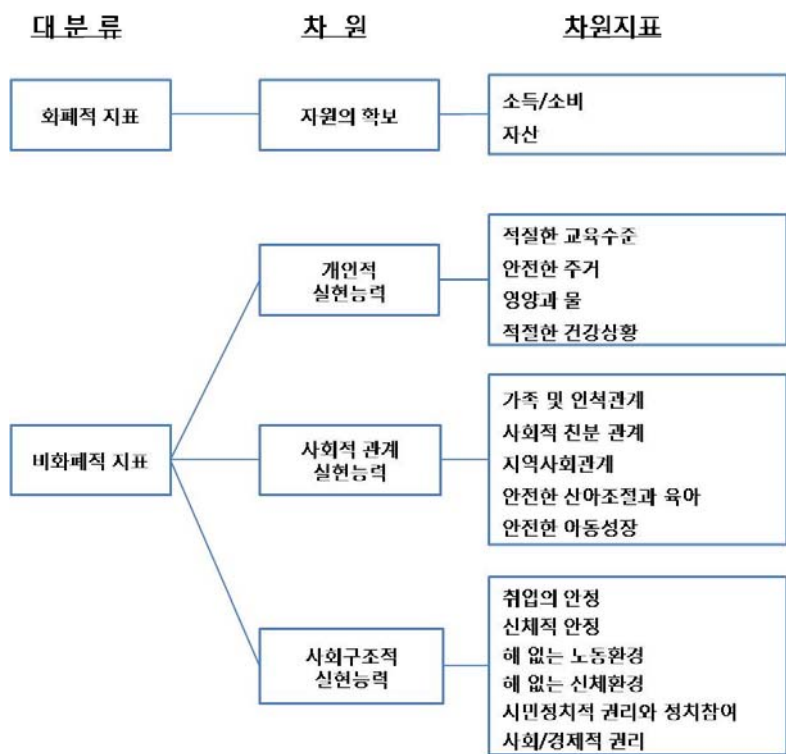 대 분 류
차 원
차원지표
화폐적 지표
자원의 확보
소득/소비
자산
개인적
실현능력
적절한 교육수준
안전한 주거
영양과 물
적절한 건강상황
비화폐직 지표
사회적 관계
실현능력
가족 및 인척관계
사회적 친분 관계
지역사회관계
안전한 산아조절과 육아
안전한 아동성장
사회구조적
실현능력
취입의 안정
신체직 안정
헤 없는 노동환경
헤 없는 신체환경
시민정치적 권리와 정치참여
사회/경제적 권리